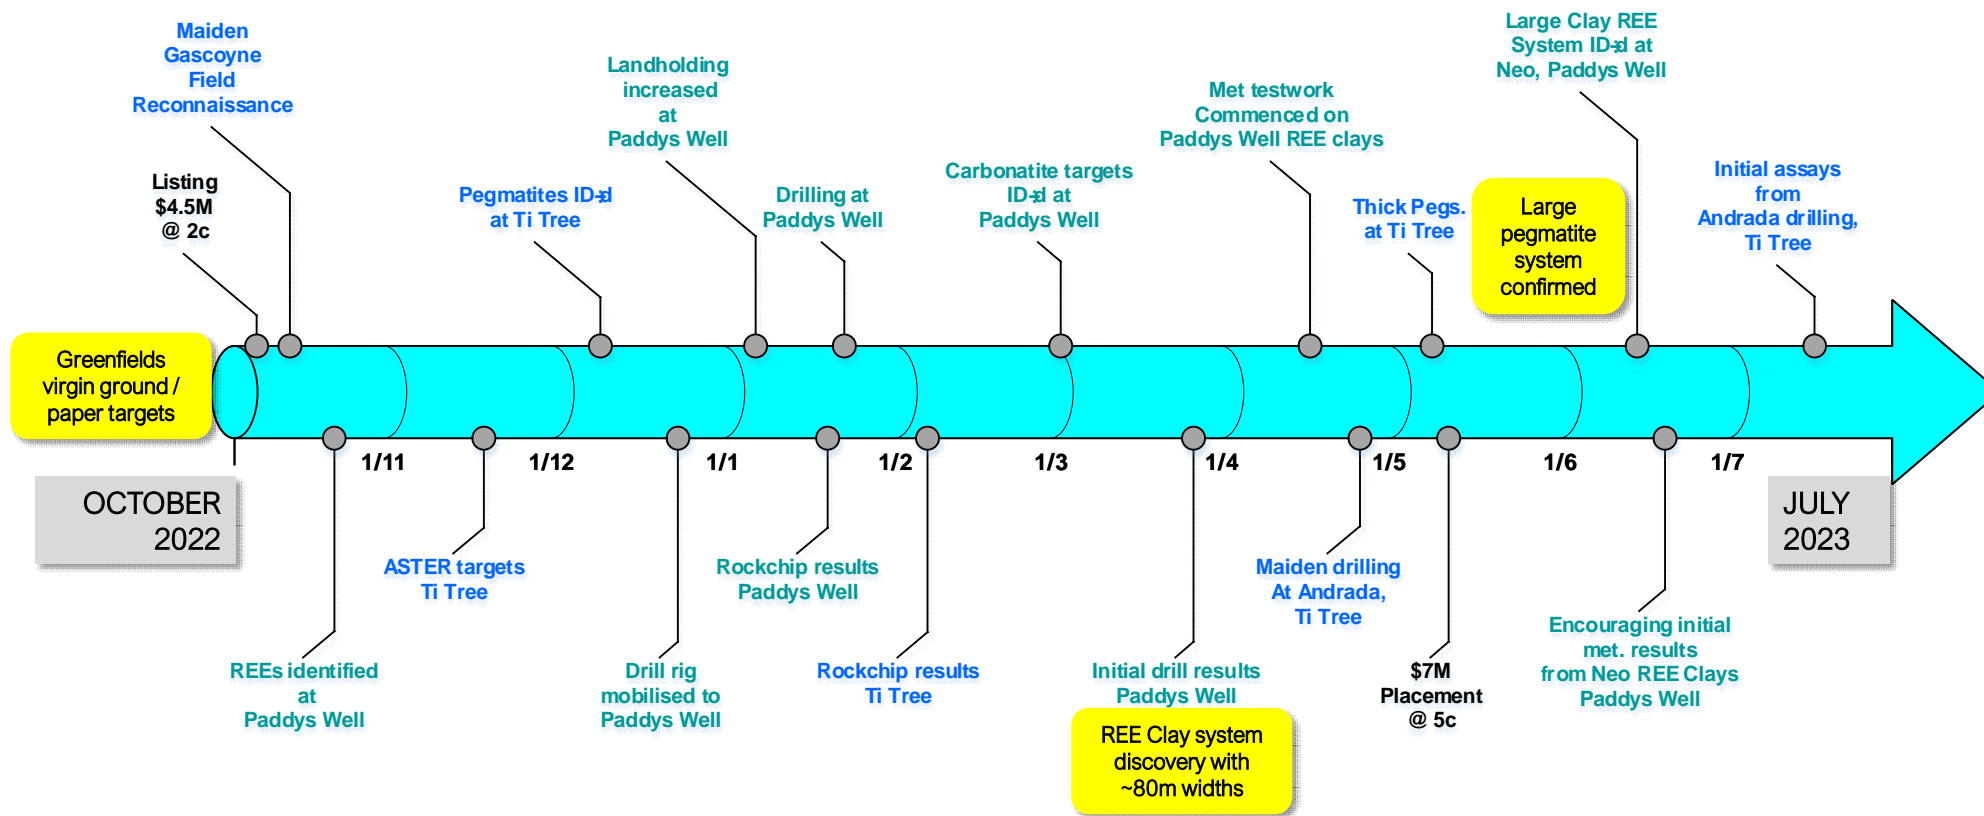 Maiden
Gascoyne
Field
Reconnaissance
Listing
$4.5M
@ 2c
Pegmatites ID'd
at Ti Tree
Landholding
increased
at
Paddys Well
Drilling at
Paddys Well
Carbonatite targets
ID'd at
Paddys Well
Met testwork
Commenced on
Paddys Well REE clays
Thick Pegs.
at Ti Tree
Large
pegmatite
system
confirmed
Large Clay REE
System ID'd at
Neo, Paddys Well
Initial assays
from
Andrada drilling,
Ti Tree
Greenfields
virgin ground /
paper targets
1/11
1/12
1/1
1/2
1/3
1/4
1/5
1/6
1/7
OCTOBER
2022
JULY
2023
REEs identified
at
Paddys Well
ASTER targets
Ti Tree
Drill rig
mobilised to
Paddys Well
Rockchip results
Paddys Well
Rockchip results
Ti Tree
Initial drill results
Paddys Well
REE Clay system
discovery with
~80m widths
Maiden drilling
At Andrada,
Ti Tree
$7M
Placement
@ 5c
Encouraging initial
met. results
from Neo REE Clays
Paddys Well